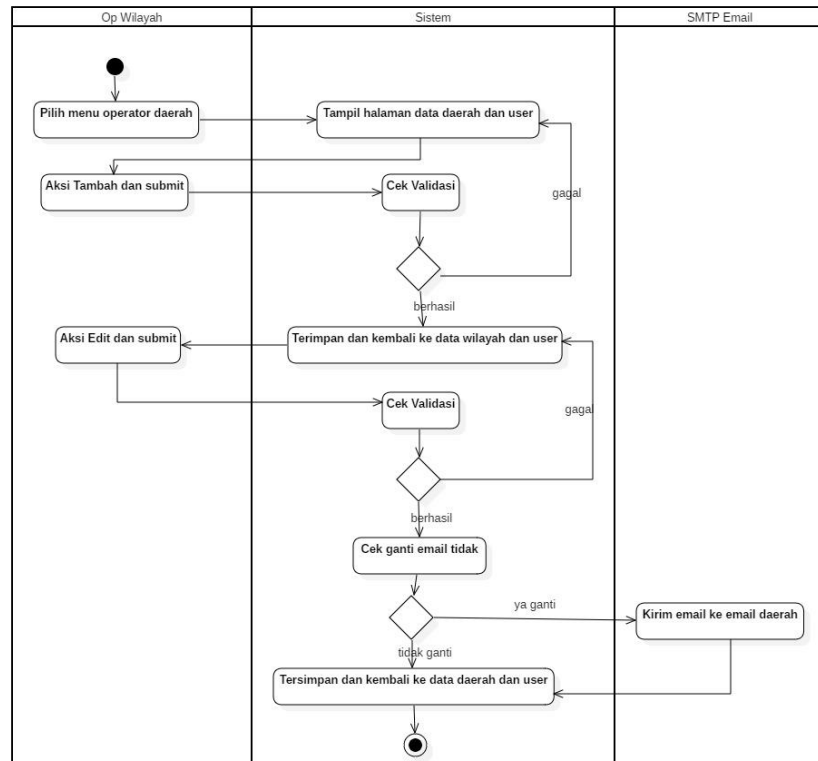 Op Wilayah
Sistem
SMTP Email
Pilih menu operator daerah
Tampil halaman data daerah dan user
Aksi Tambah dan submit
Cek Validasi
gagal
berhasil
Aksi Edit dan submit
Terimpan dan kembali ke data wilayah dan user
Cek Validasi
gagal
berhasil
Cek ganti email tidak
ya ganti
Kirim email ke email daerah
tidak ganti
Tersimpan dan kembali ke data daerah dan user